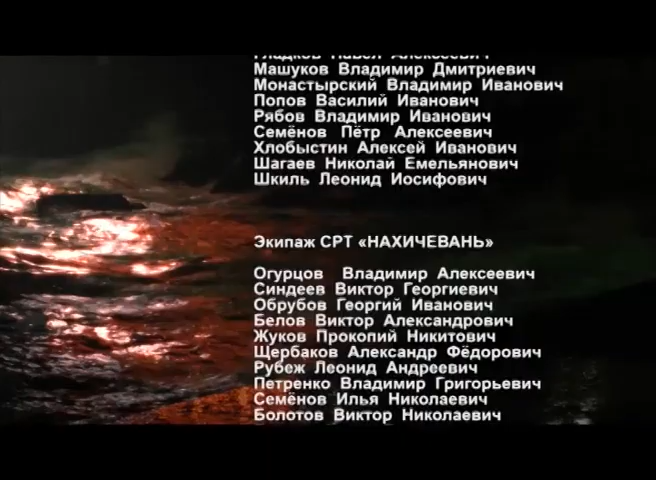 Гладков Павел Алексеевич
Машуков Владимир Дмитриевич
Монастырский Владимир Иванович
Попов Василий Иванович
Рябов Владимир Иванович
Семёнов Пётр Алексеевич
Хлобыстин Алексей Иванович
Шагаев Николай Емельянович
Шкиль Леонид Иосифович
Экипаж СРТ «НАХИЧЕВАНЬ»
Огурцов Владимир Алексеевич
Синдеев Виктор Георгиевич
Обрубов Георгий Иванович
Белов Виктор Александрович
Жуков Прокопий Никитович
Щербаков Александр Фёдорович
Рубеж Леонид Андреевич
Петренко Владимир Григорьевич
Семёнов Илья Николаевич
Болотов Виктор Николаевич